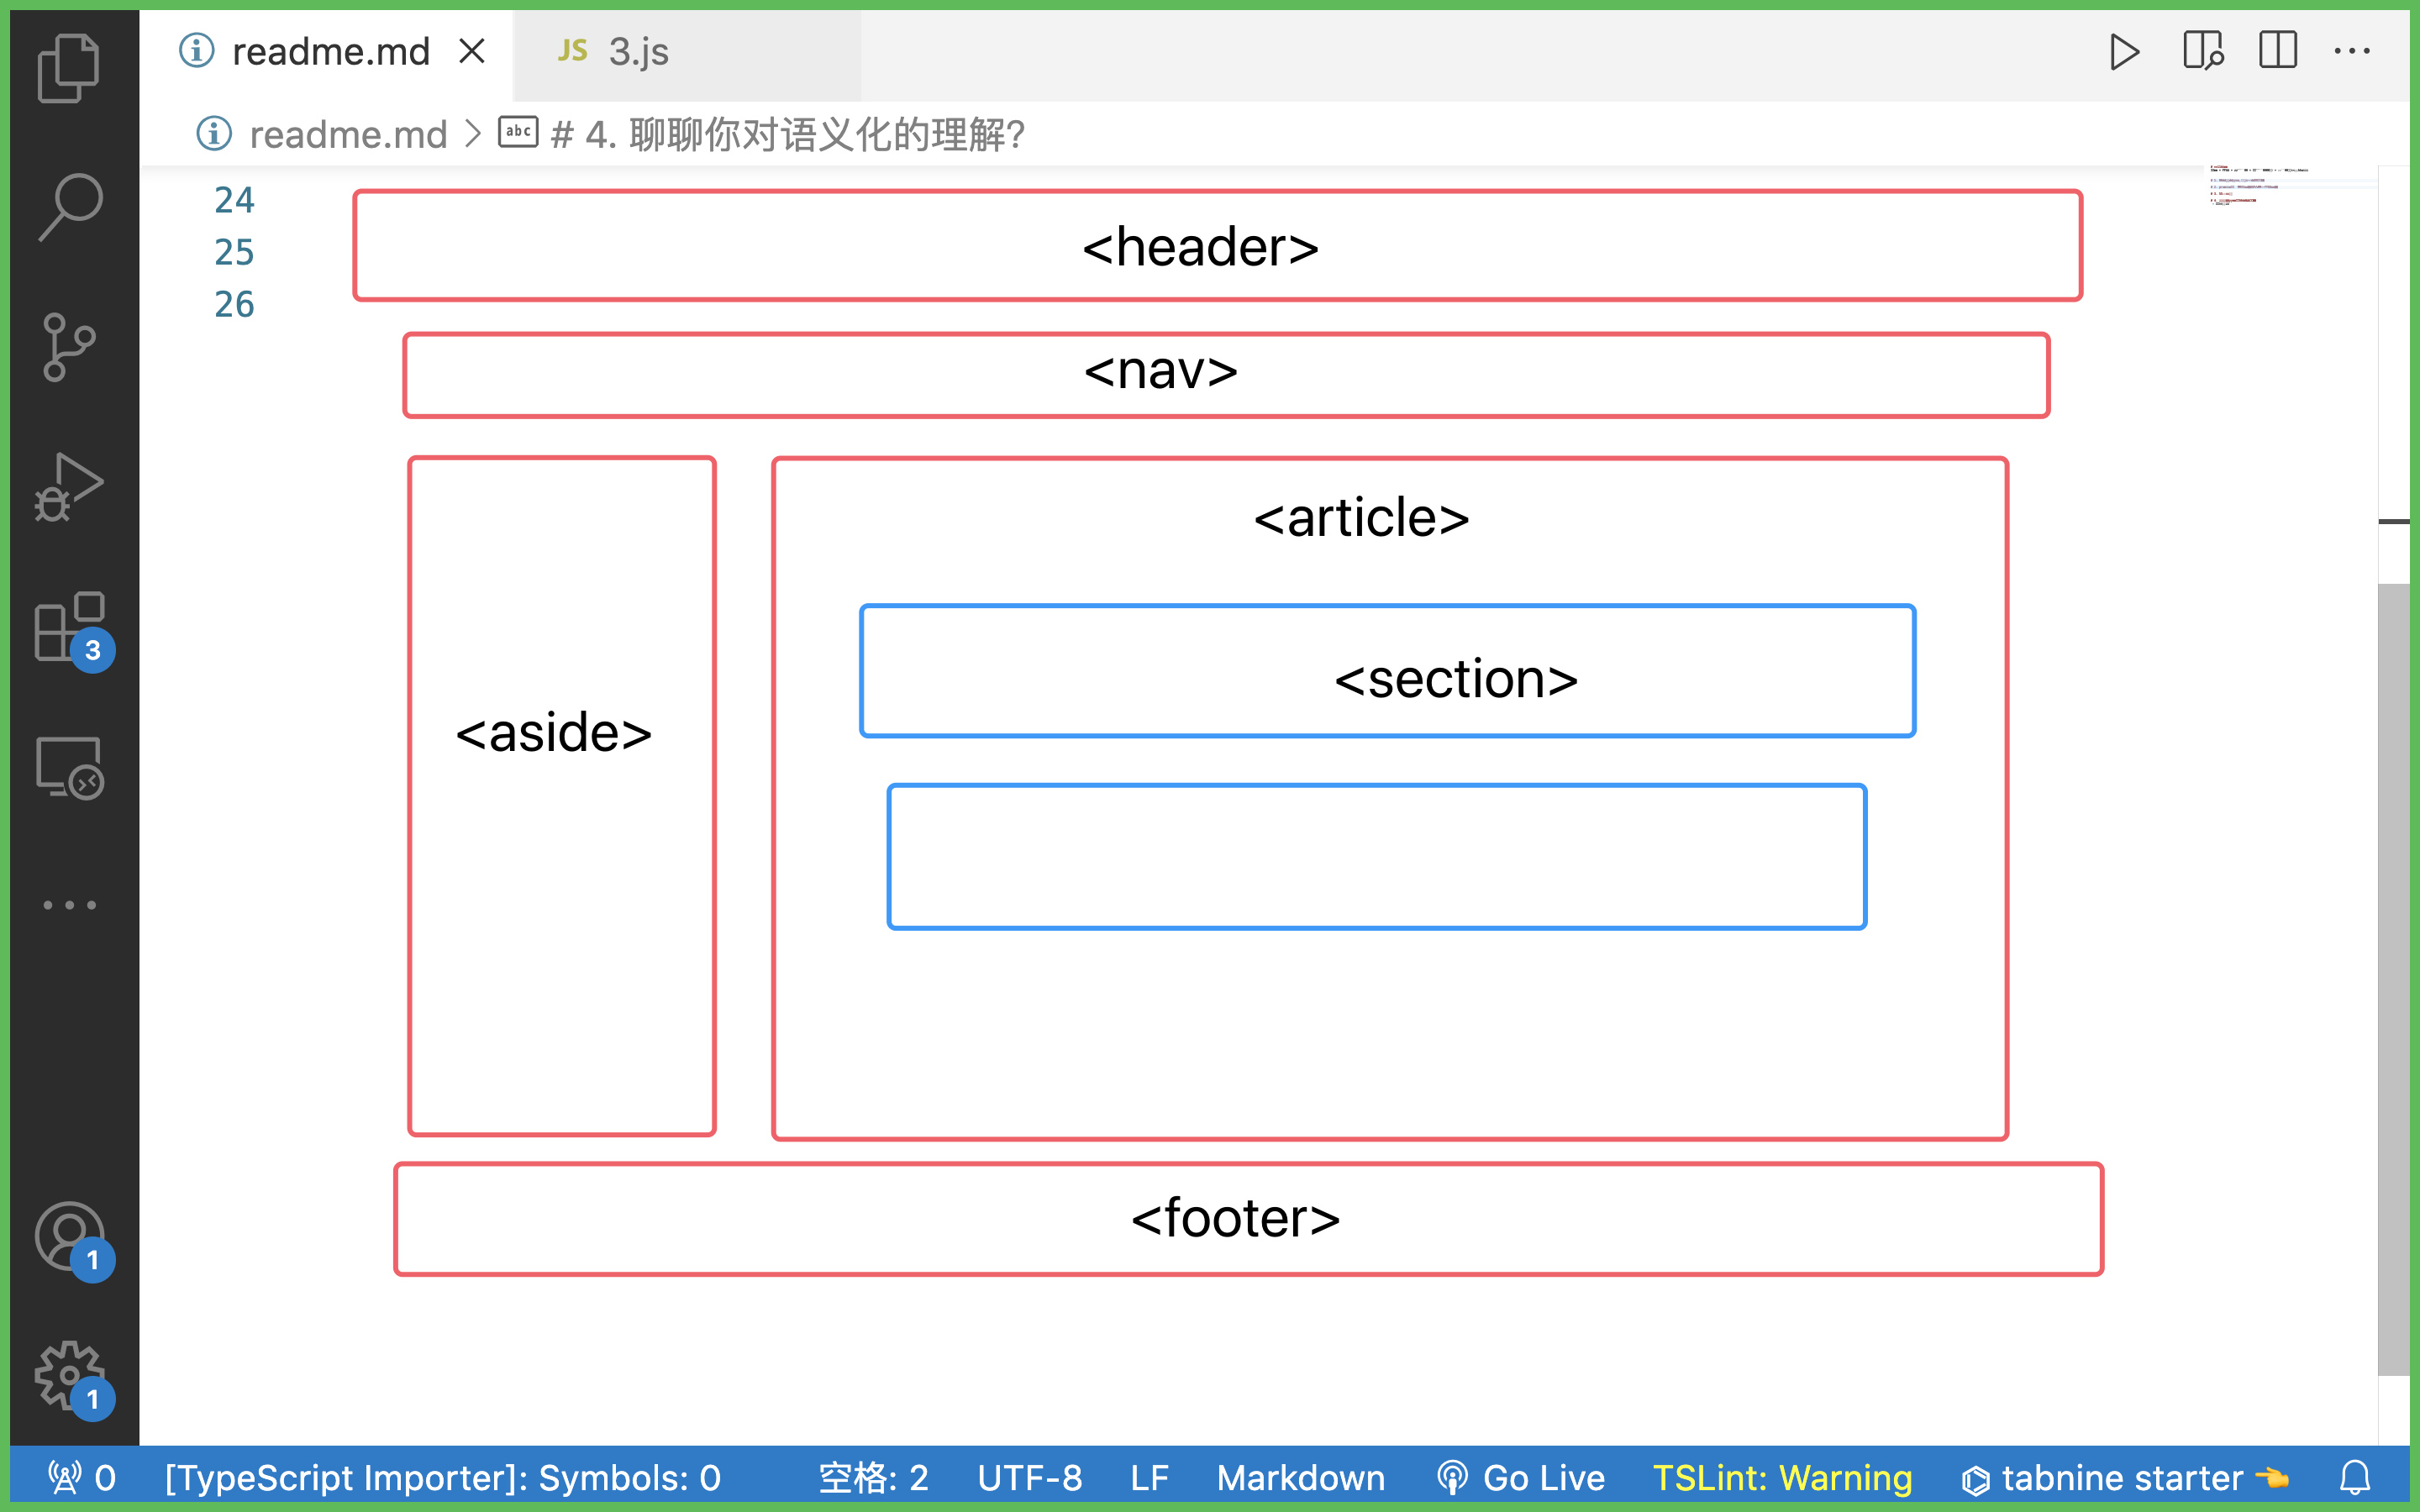 readme.md
JS 3.js
readme.md > abc # 4. 聊聊你对语义化的理解?
24
25
26
<header>
<nav>
<article>
<section>
<aside>
<footer>
3
1
1
0 [TypeScript Importer]: Symbols: 0 空格: 2 UTF-8 LF Markdown Go Live TSLint: Warning tabnine starter 👈